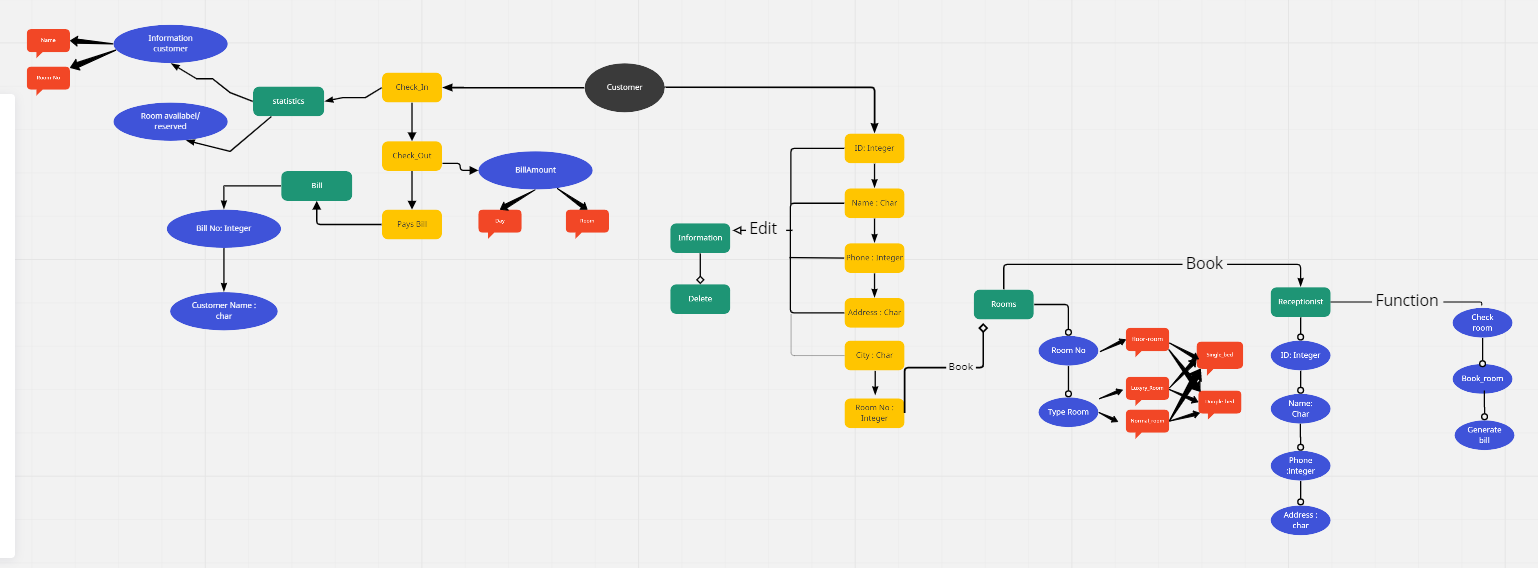 Name
Information
customer
Room No
statistics
Check_In
Customer
Room availabel/
reserved
Check_Out
BillAmount
Bill
Bill No: Integer
Pays Bill
Day
Room
Customer Name :
char
ID: Integer
Name : Char
Phone : Integer
Address : Char
City : Char
Room No :
Integer
Edit
Information
Delete
Book
Rooms
Book
Receptionist
Function
Room No
Type Room
Luxyry_Room
Normal_room
Single_bed
ID: Integer
Name:
Char
Phone
:Integer
Address :
char
Check
room
Book_room
Generate
bill